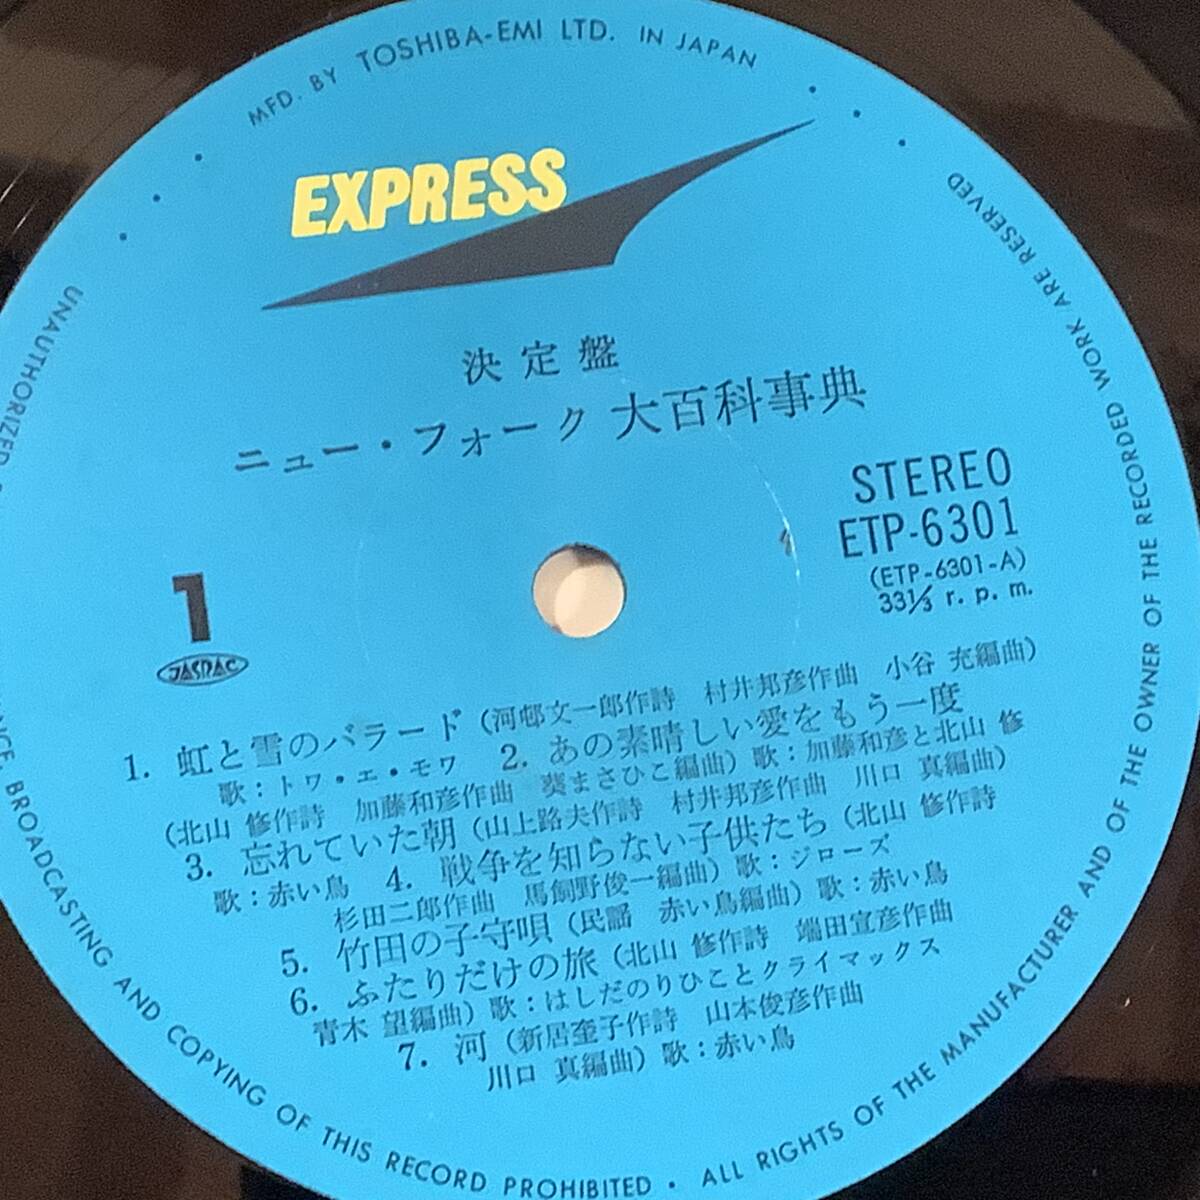 MFD. BY TOSHIBA-EMI LTD. IN JAPAN
EXPRESS
決定盤
ニュー・フォーク 大百科事典
STEREO
ETP-6301
(ETP-6301-A)
33⅓ r. p. m.
1
JASRAC
1. 虹と雪のバラード (河邨文一郎作詩 村井邦彦作曲 小谷 充編曲)
歌：トワ・エ・モワ 2. あの素晴しい愛をもう一度
(北山 修作詩 加藤和彦作曲 葵まさひこ編曲) 歌：加藤和彦と北山 修
3. 忘れていた朝 (山上路夫作詩 村井邦彦作曲 川口 真編曲)
歌：赤い鳥 4. 戦争を知らない子供たち (北山 修作詩
杉田二郎作曲 馬飼野俊一編曲) 歌：ジローズ
5. 竹田の子守唄 (民謡 赤い鳥編曲) 歌：赤い鳥
6. ふたりだけの旅 (北山 修作詩 端田宣彦作曲
青木 望編曲) 歌：はしだのりひことクライマックス
7. 河 (新居奎子作詩 山本俊彦作曲
川口 真編曲) 歌：赤い鳥
UNAUTHORIZED
BROADCASTING AND COPYING OF THIS RECORD PROHIBITED • ALL RIGHTS OF THE MANUFACTURER AND OF THE OWNER OF THE RECORDED WORK ARE RESERVED